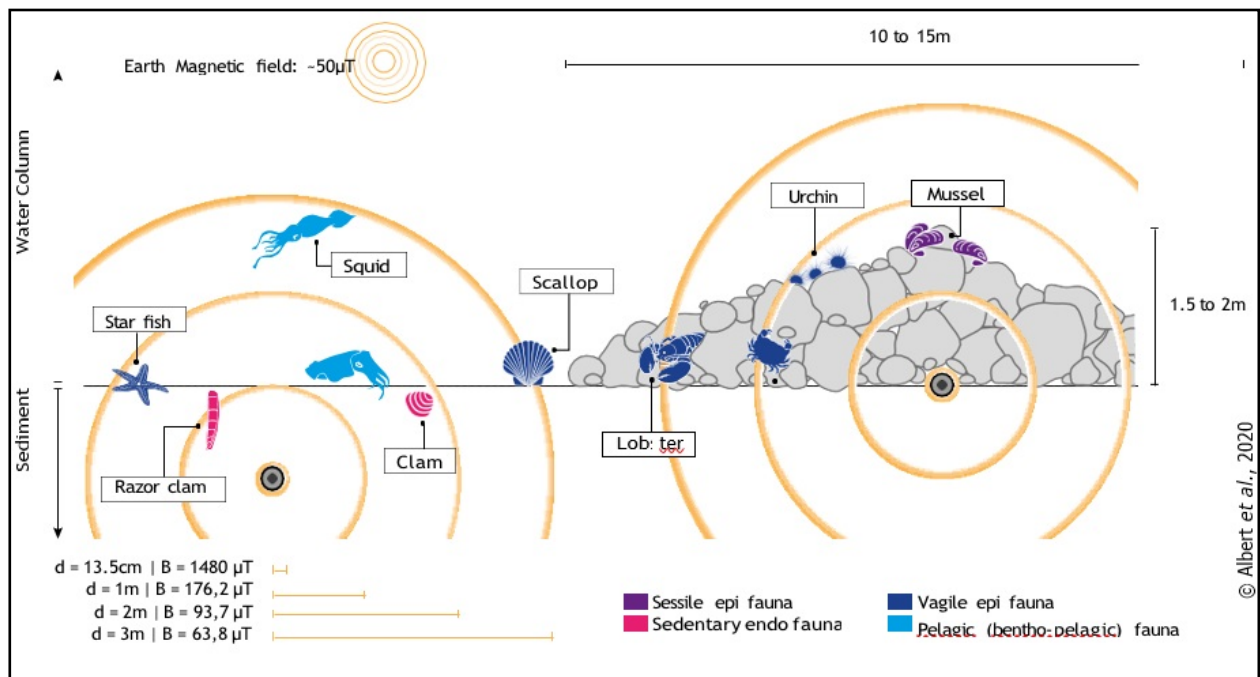 10 to 15m
Earth Magnetic field: ~50µT
Water Column
Urchin
Mussel
Squid
Scallop
1.5 to 2m
Star fish
Sediment
Lobster
Clam
Razor clam
d = 13.5cm | B = 1480 µT
d = 1m | B = 176,2 µT
d = 2m | B = 93,7 µT
d = 3m | B = 63,8 µT
Sessile epi fauna
Vagile epi fauna
Sedentary endo fauna
Pelagic (bentho-pelagic) fauna
© Albert et al., 2020